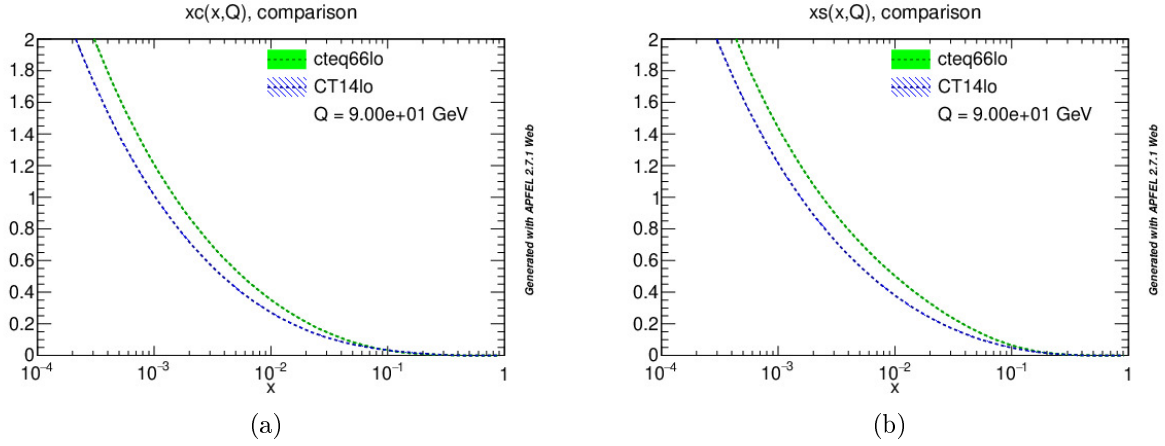 xc(x,Q), comparison
2
1.8
1.6
1.4
1.2
1
0.8
0.6
0.4
0.2
0
cteq66lo
CT14lo
Q = 9.00e+01 GeV
Generated with APFEL 2.7.1 Web
10⁻⁴ 10⁻³ 10⁻² 10⁻¹ 1
x
(a)
xs(x,Q), comparison
2
1.8
1.6
1.4
1.2
1
0.8
0.6
0.4
0.2
0
cteq66lo
CT14lo
Q = 9.00e+01 GeV
Generated with APFEL 2.7.1 Web
10⁻⁴ 10⁻³ 10⁻² 10⁻¹ 1
x
(b)